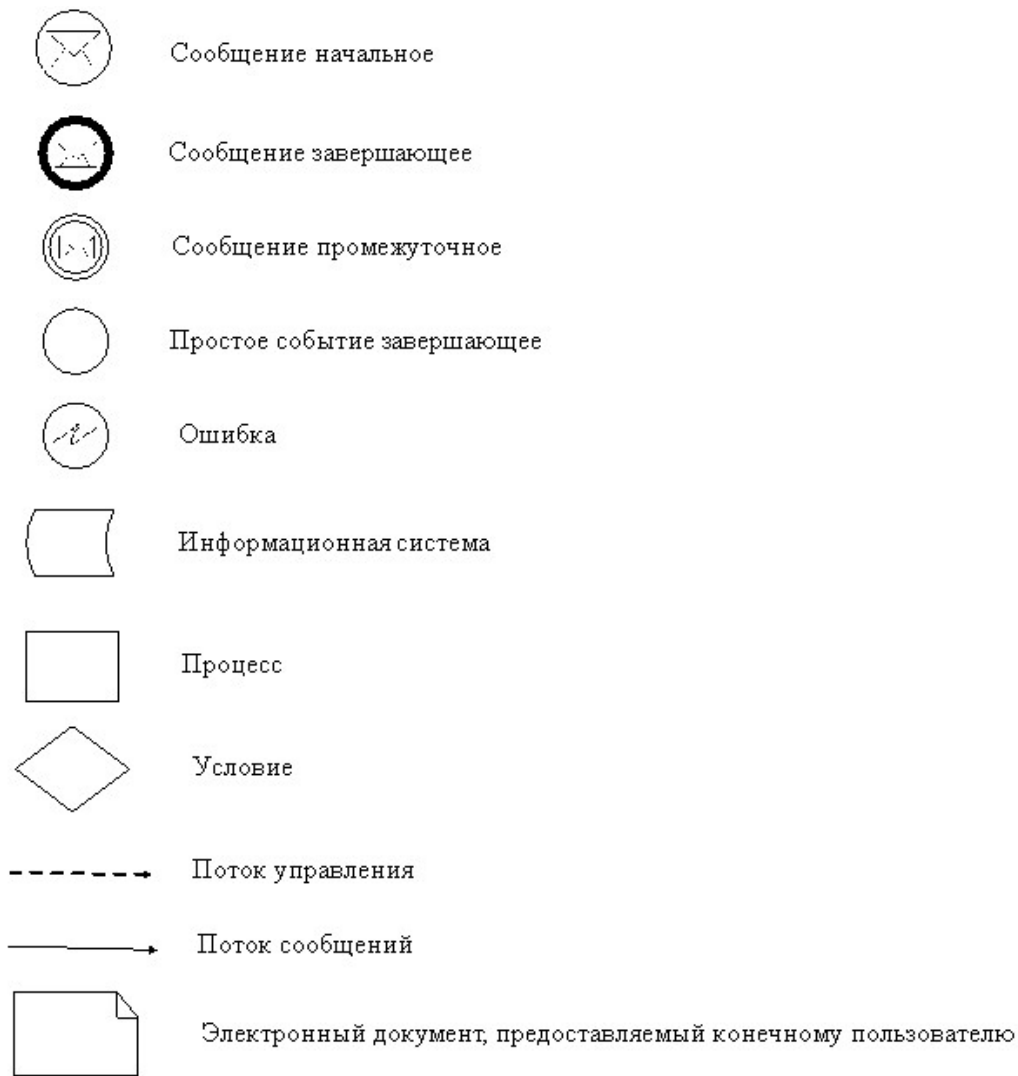 Сообщение начальное
Сообщение завершающее
Сообщение промежуточное
Простое событие завершающее
Ошибка
Информационная система
Процесс
Условие
Поток управления
Поток сообщений
Электронный документ, предоставляемый конечному пользователю